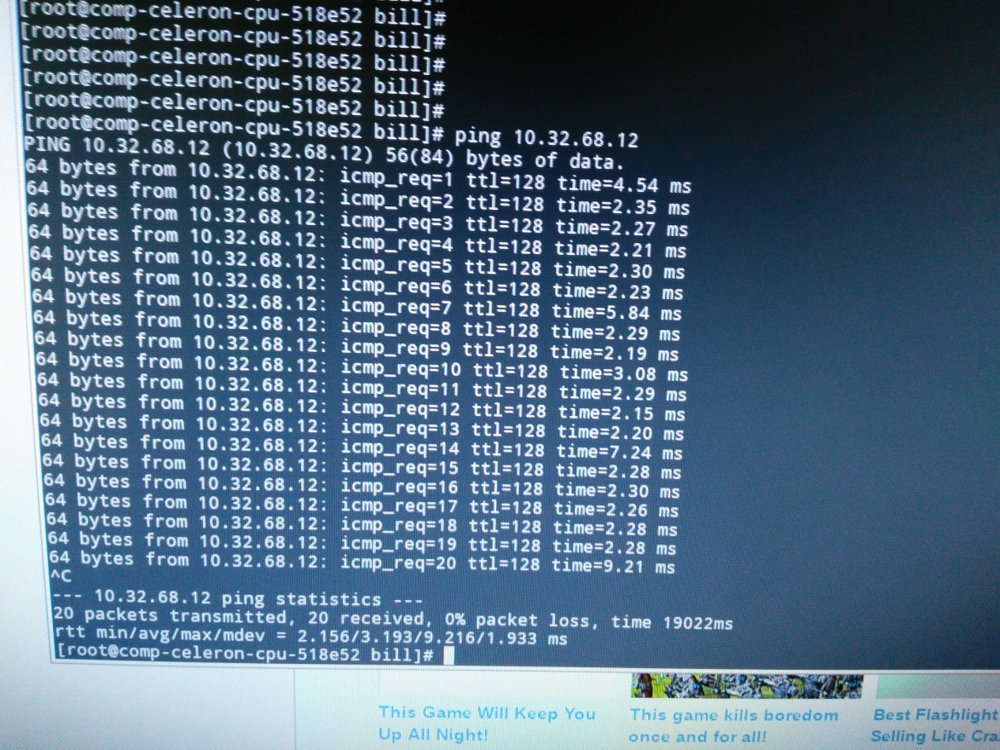 [root@comp-celeron-cpu-518e52 bill]#
[root@comp-celeron-cpu-518e52 bill]#
[root@comp-celeron-cpu-518e52 bill]#
[root@comp-celeron-cpu-518e52 bill]#
[root@comp-celeron-cpu-518e52 bill]#
[root@comp-celeron-cpu-518e52 bill]# ping 10.32.68.12
PING 10.32.68.12 (10.32.68.12) 56(84) bytes of data.
64 bytes from 10.32.68.12: icmp_req=1 ttl=128 time=4.54 ms
64 bytes from 10.32.68.12: icmp_req=2 ttl=128 time=2.35 ms
64 bytes from 10.32.68.12: icmp_req=3 ttl=128 time=2.27 ms
64 bytes from 10.32.68.12: icmp_req=4 ttl=128 time=2.21 ms
64 bytes from 10.32.68.12: icmp_req=5 ttl=128 time=2.30 ms
64 bytes from 10.32.68.12: icmp_req=6 ttl=128 time=2.23 ms
64 bytes from 10.32.68.12: icmp_req=7 ttl=128 time=5.84 ms
64 bytes from 10.32.68.12: icmp_req=8 ttl=128 time=2.29 ms
64 bytes from 10.32.68.12: icmp_req=9 ttl=128 time=2.19 ms
64 bytes from 10.32.68.12: icmp_req=10 ttl=128 time=3.08 ms
64 bytes from 10.32.68.12: icmp_req=11 ttl=128 time=2.29 ms
64 bytes from 10.32.68.12: icmp_req=12 ttl=128 time=2.15 ms
64 bytes from 10.32.68.12: icmp_req=13 ttl=128 time=2.20 ms
64 bytes from 10.32.68.12: icmp_req=14 ttl=128 time=7.24 ms
64 bytes from 10.32.68.12: icmp_req=15 ttl=128 time=2.28 ms
64 bytes from 10.32.68.12: icmp_req=16 ttl=128 time=2.30 ms
64 bytes from 10.32.68.12: icmp_req=17 ttl=128 time=2.26 ms
64 bytes from 10.32.68.12: icmp_req=18 ttl=128 time=2.28 ms
64 bytes from 10.32.68.12: icmp_req=19 ttl=128 time=2.28 ms
64 bytes from 10.32.68.12: icmp_req=20 ttl=128 time=9.21 ms
^C
--- 10.32.68.12 ping statistics ---
20 packets transmitted, 20 received, 0% packet loss, time 19022ms
rtt min/avg/max/mdev = 2.156/3.193/9.216/1.933 ms
[root@comp-celeron-cpu-518e52 bill]#
This Game Will Keep You
Up All Night!
This game kills boredom
once and for all!
Best Flashlight
Selling Like Cra